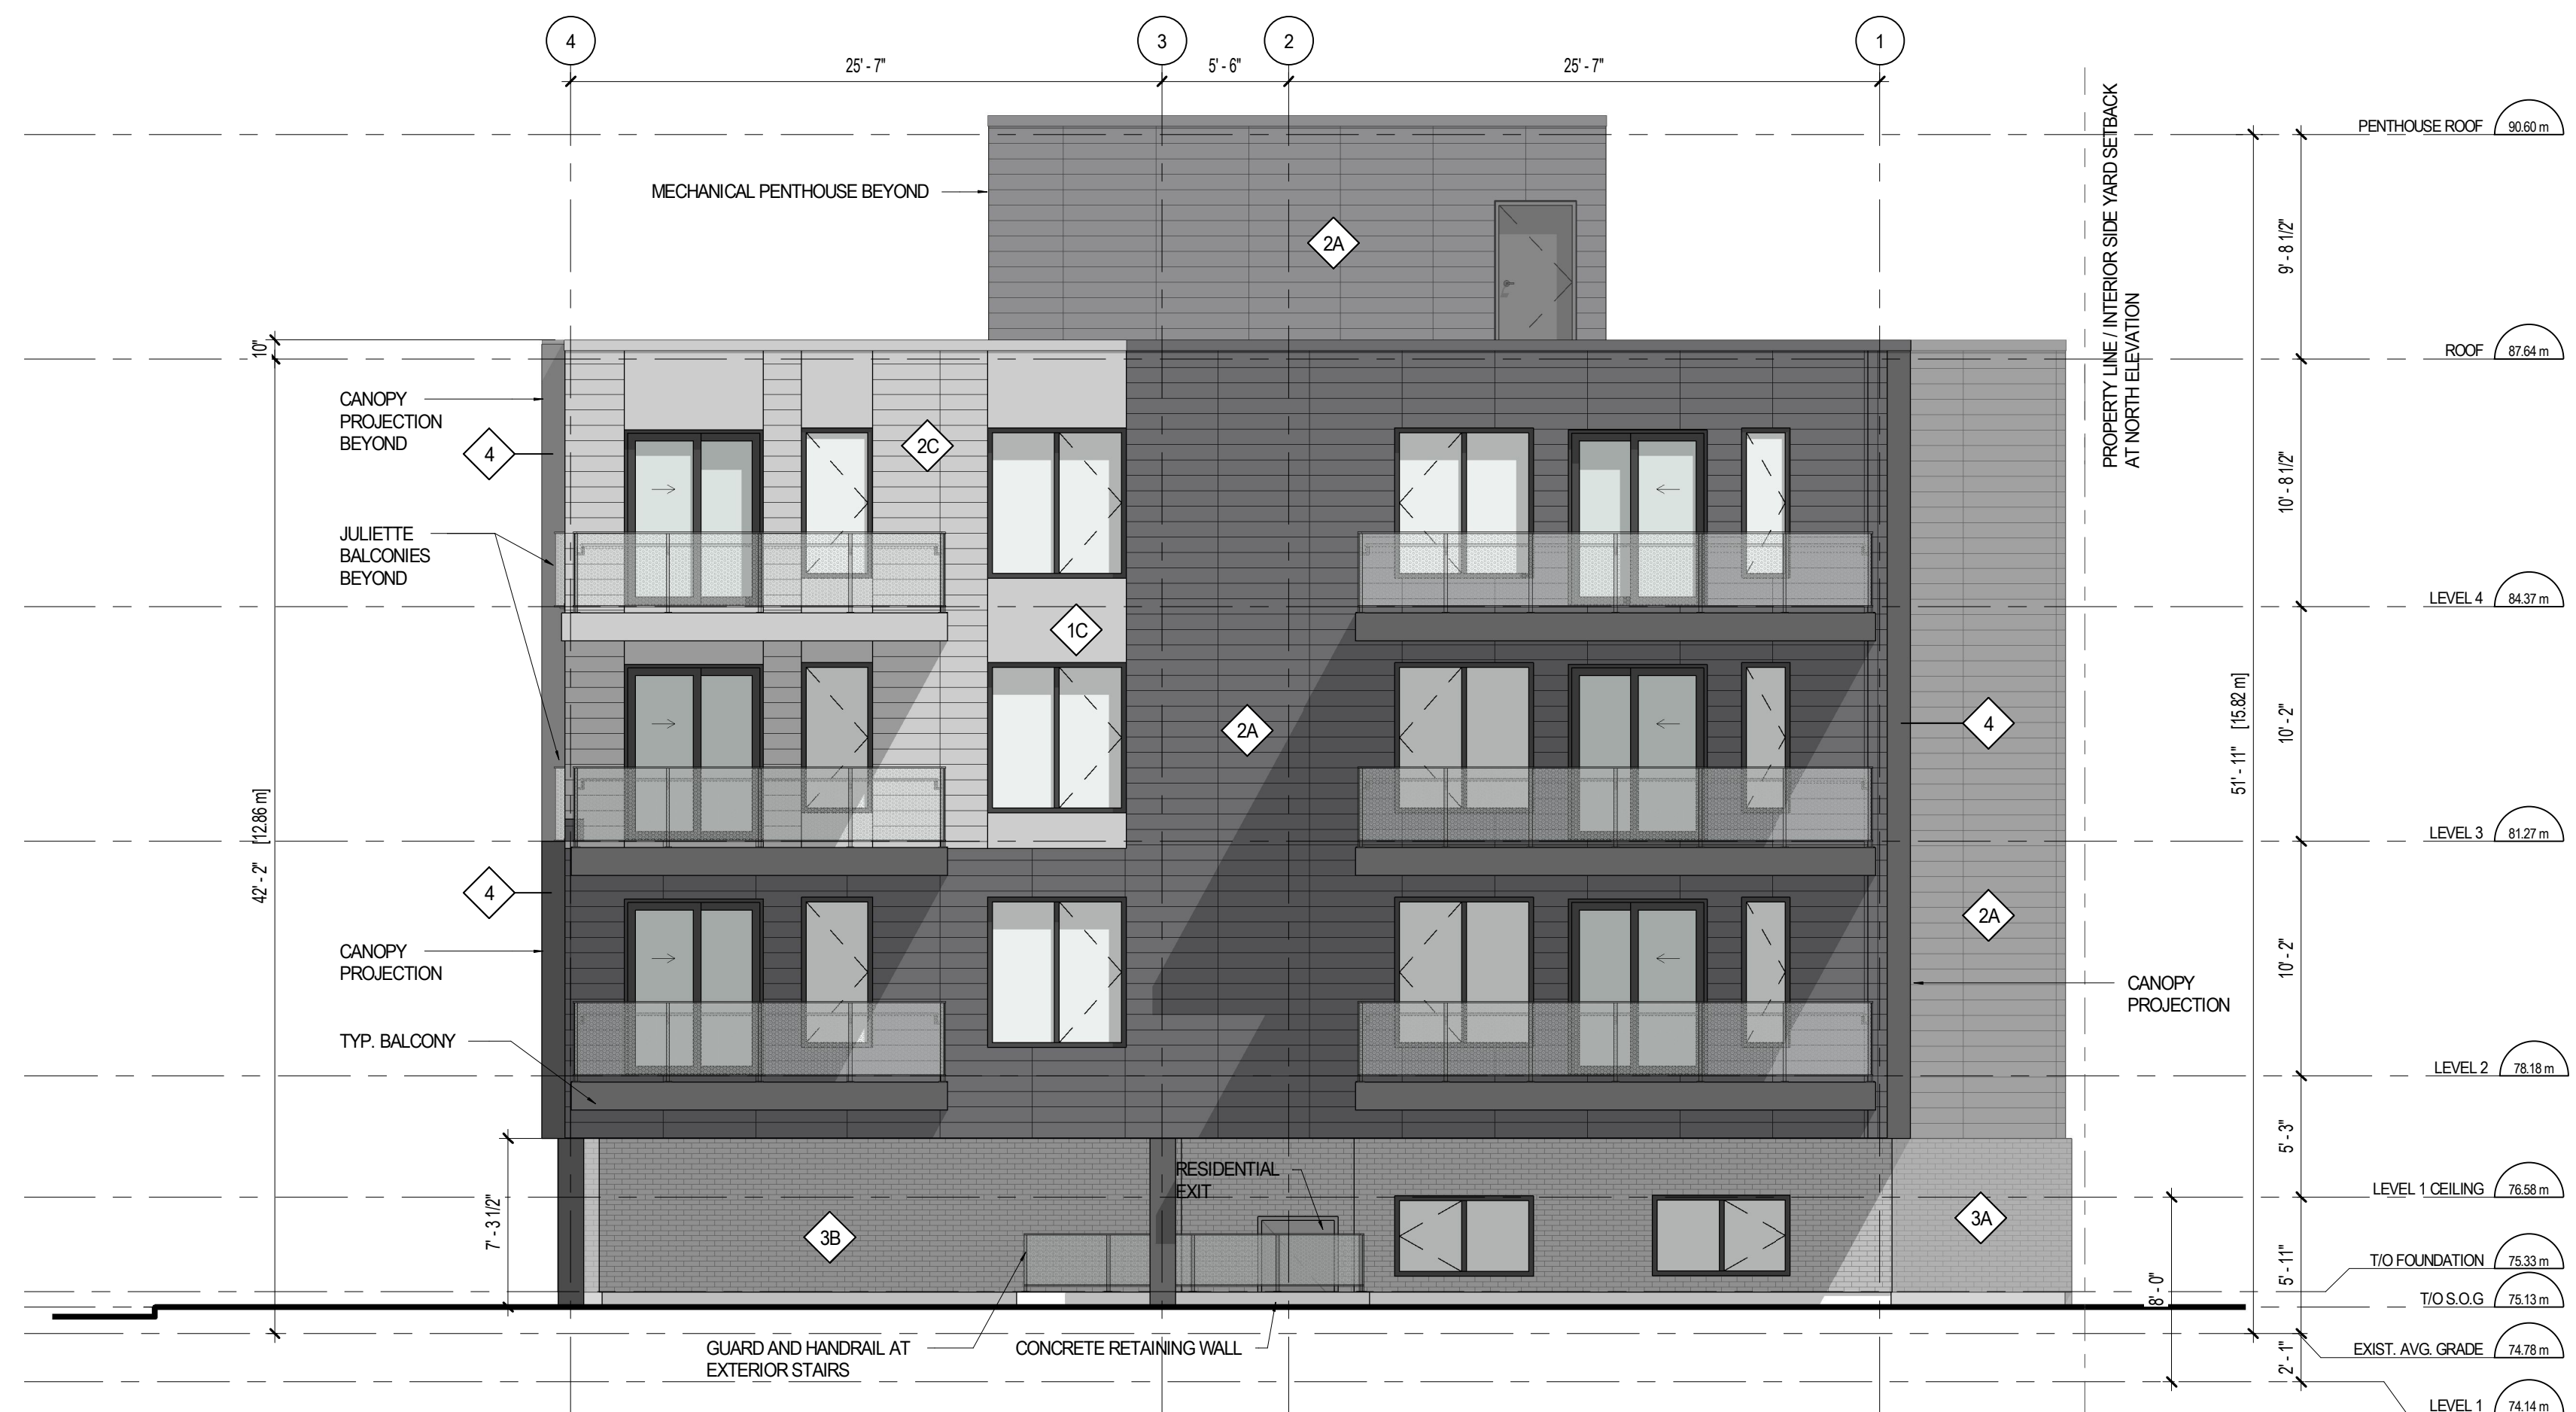 4
3
2
1
25' - 7"
5' - 6"
25' - 7"
PENTHOUSE ROOF
90.60 m
MECHANICAL PENTHOUSE BEYOND
2A
PROPERTY LINE / INTERIOR SIDE YARD SETBACK
AT NORTH ELEVATION
9' - 8 1/2"
10"
ROOF
87.64 m
CANOPY
PROJECTION
BEYOND
4
2C
10' - 8 1/2"
JULIETTE
BALCONIES
BEYOND
LEVEL 4
84.37 m
1C
2A
4
51' - 11" [15.82 m]
10' - 2"
42' - 2" [12.86 m]
LEVEL 3
81.27 m
4
2A
CANOPY
PROJECTION
10' - 2"
CANOPY
PROJECTION
TYP. BALCONY
LEVEL 2
78.18 m
5' - 3"
RESIDENTIAL
EXIT
LEVEL 1 CEILING
76.58 m
7' - 3 1/2"
3B
3A
5' - 11"
T/O FOUNDATION
75.33 m
8' - 0"
T/O S.O.G
75.13 m
GUARD AND HANDRAIL AT
EXTERIOR STAIRS
CONCRETE RETAINING WALL
EXIST. AVG. GRADE
74.78 m
2' - 1"
LEVEL 1
74.14 m